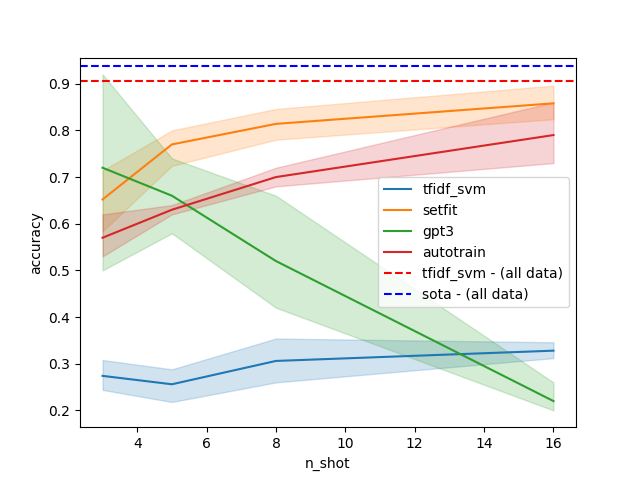 0.9
0.8
0.7
0.6
0.5
0.4
0.3
0.2
accuracy
4 6 8 10 12 14 16
n_shot
tfidf_svm
setfit
gpt3
autotrain
tfidf_svm - (all data)
sota - (all data)